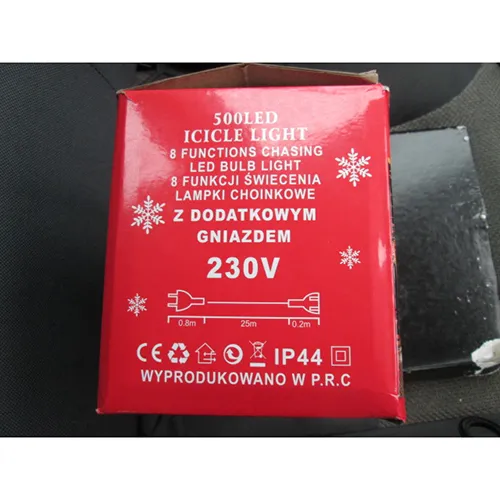 500LED
ICICLE LIGHT
8 FUNCTIONS CHASING
LED BULB LIGHT
8 FUNKCJI ŚWIECENIA
LAMPKI CHOINKOWE
Z DODATKOWYM
GNIAZDEM
230V
0.8m 25m 0.2m
CE IP44
WYPRODUKOWANO W P.R.C